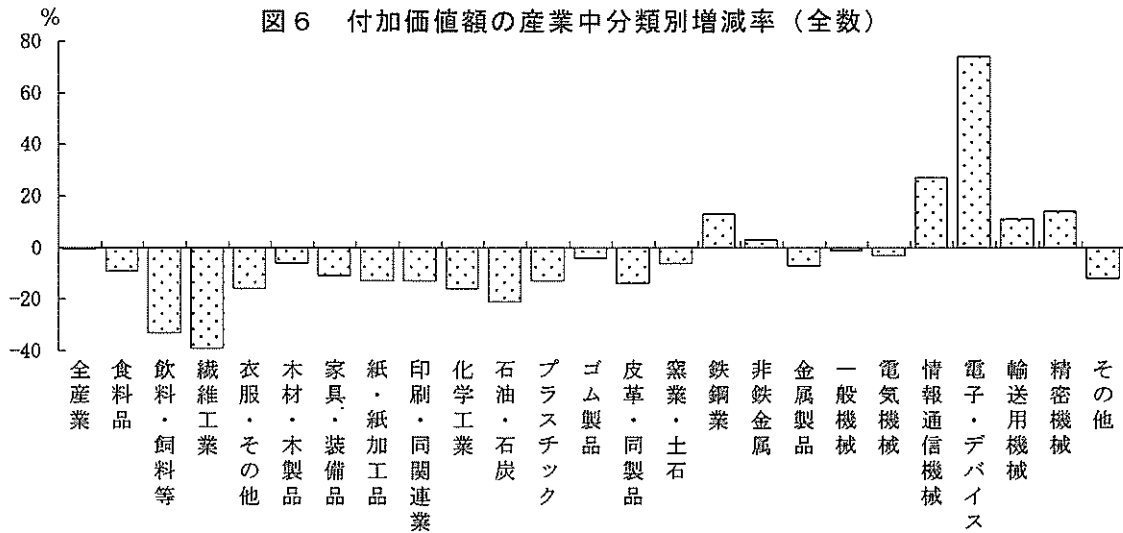 %
図6 付加価値額の産業中分類別増減率（全数）
80
60
40
20
0
-20
-40
全産業
食料品
飲料・飼料等
繊維工業
衣服・その他
木材・木製品
家具・装備品
紙・紙加工品
印刷・同関連業
化学工業
石油・石炭
プラスチック
ゴム製品
皮革・同製品
窯業・土石
鉄鋼業
非鉄金属
金属製品
一般機械
電気機械
情報通信機械
電子・デバイス
輸送用機械
精密機械
その他